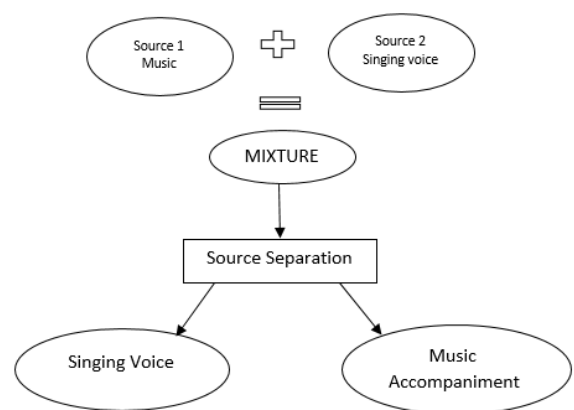 Source 1
Music
Source 2
Singing voice
MIXTURE
Source Separation
Singing Voice
Music
Accompaniment